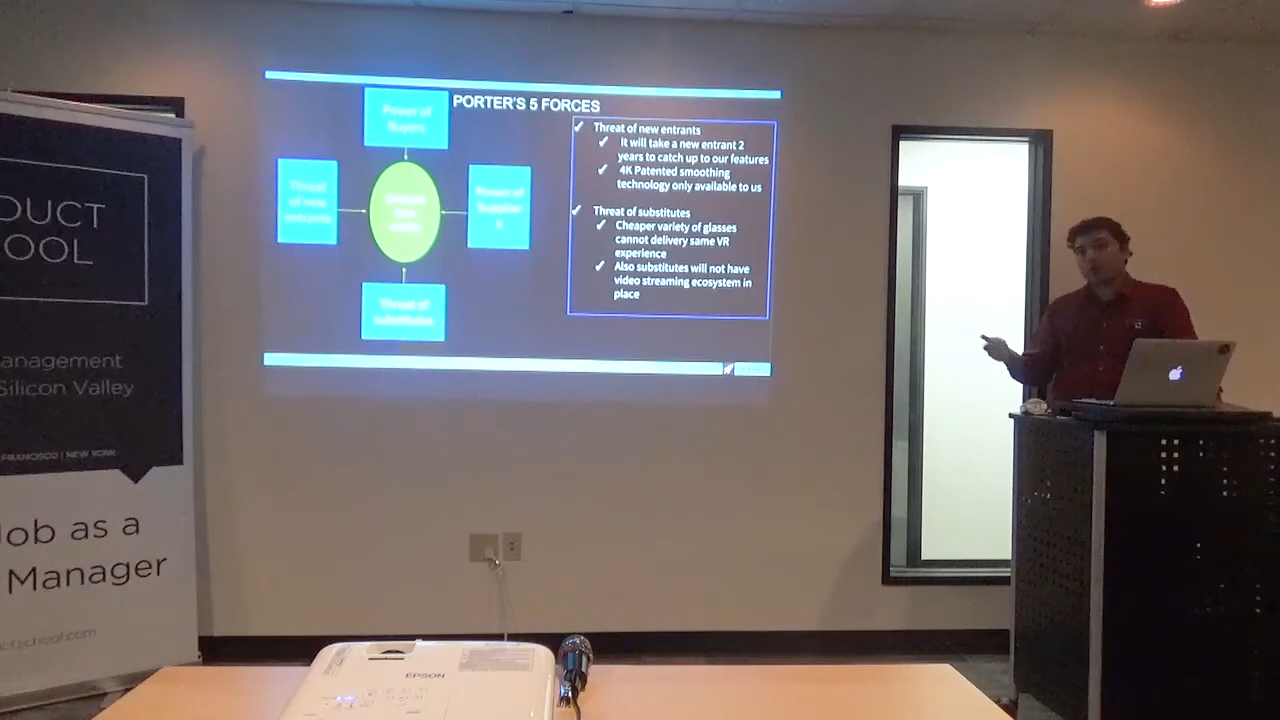 DUCT
OOL
anagement
Silicon Valley
FRANCISCO | NEW YORK
Job as a
Manager
ctschool.com
PORTER'S 5 FORCES
Power of
Buyers
Threat
of new
entrants
Power of
Supplier
s
Threat of
substitutes
Threat of new entrants
It will take a new entrant 2
years to catch up to our features
4K Patented smoothing
technology only available to us
Threat of substitutes
Cheaper variety of glasses
cannot delivery same VR
experience
Also substitutes will not have
video streaming ecosystem in
place
EPSON